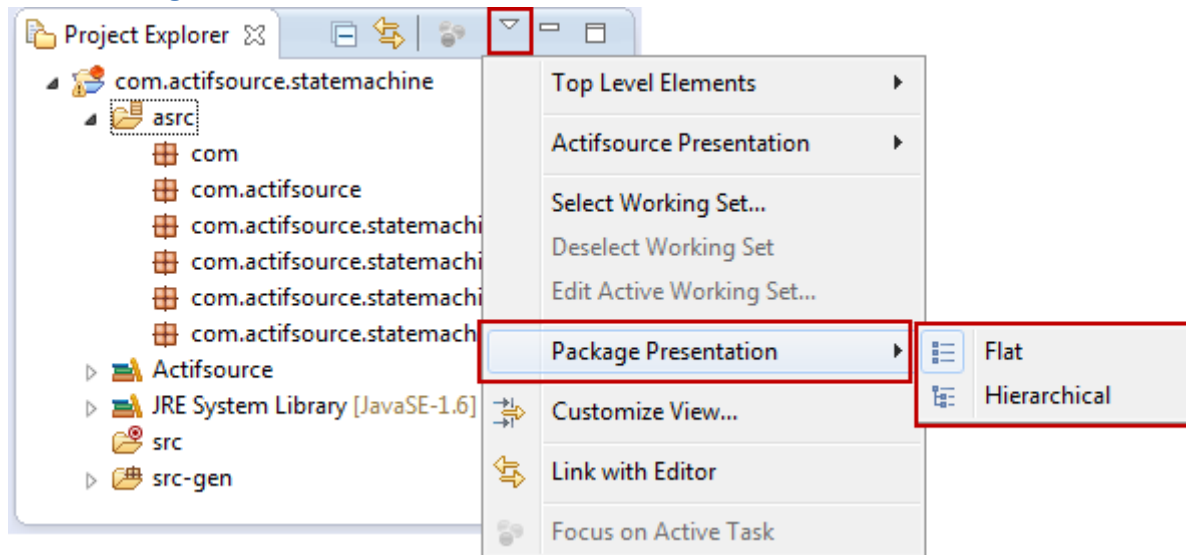 Project Explorer
com.actifsource.statemachine
asrc
com
com.actifsource
com.actifsource.statemachi
com.actifsource.statemachi
com.actifsource.statemachi
com.actifsource.statemach
Actifsource
JRE System Library [JavaSE-1.6]
src
src-gen
Top Level Elements
Actifsource Presentation
Select Working Set...
Deselect Working Set
Edit Active Working Set...
Package Presentation
Customize View...
Link with Editor
Focus on Active Task
Flat
Hierarchical